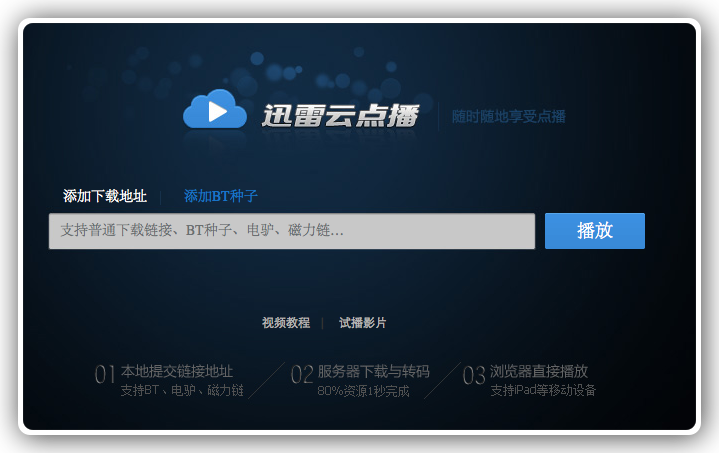 迅雷云点播 随时随地享受点播
添加下载地址 添加BT种子
支持普通下载链接、BT种子、电驴、磁力链... 播放
视频教程 | 试播影片
01 本地提交链接地址
支持BT、电驴、磁力链
02 服务器下载与转码
80%资源1秒完成
03 浏览器直接播放
支持iPad等移动设备